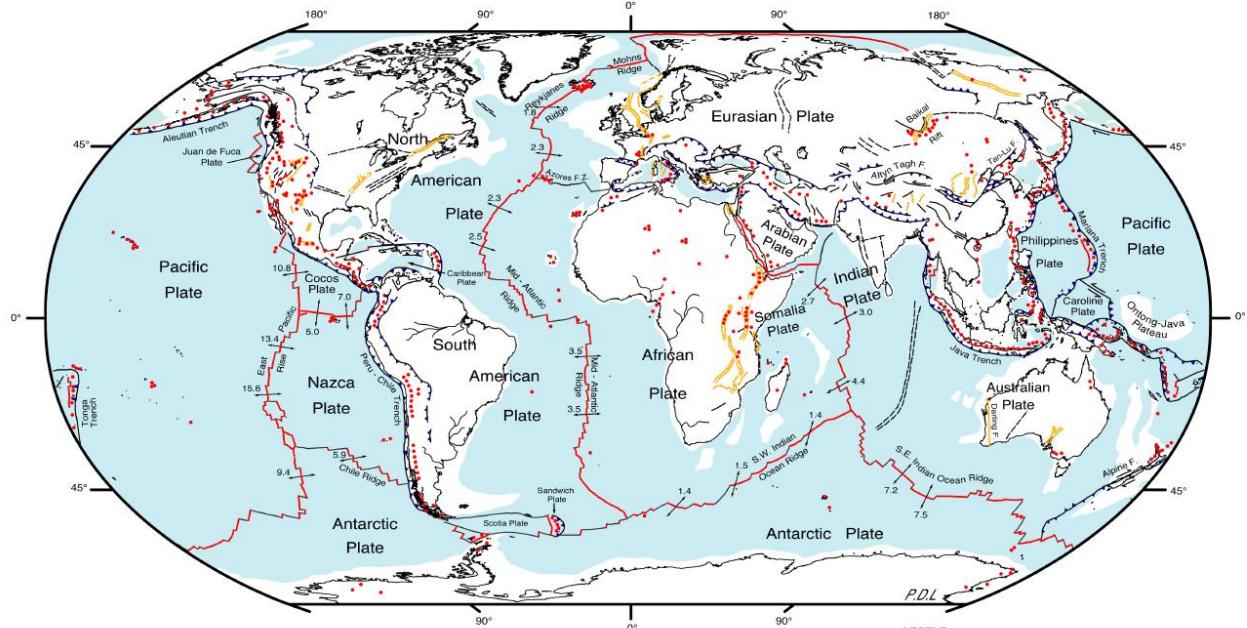 180°
90°
0°
90°
180°
Mohns
Ridge
Reykjanes
Ridge
1.8
Eurasian Plate
Baikal
Rift
Aleutian Trench
North
45°
45°
Juan de Fuca
Plate
2.3
Tan-Lu F.
Altyn Tagh F.
American
Azores F.Z.
Plate
2.3
Arabian
Plate
Mariana Trench
Pacific
Plate
2.5
Philippines
Plate
Pacific
Plate
10.8
Cocos
Plate
7.0
Caribbean
Plate
Mid - Atlantic
Ridge
Indian
Plate
2.7
3.0
Somalia
Plate
Caroline
Plate
Ontong-Java
Plateau
0°
0°
5.0
South
African
Plate
13.4
East Pacific
Rise
Peru - Chile Trench
3.5
Mid - Atlantic
Ridge
Java Trench
15.6
Nazca
Plate
American
Plate
4.4
Australian
Plate
Darling F.
Tonga
Trench
3.5
1.4
S.W. Indian
Ocean Ridge
5.9
Chile Ridge
9.4
1.5
S.E. Indian Ocean Ridge
Alpine F.
45°
45°
1.4
7.2
7.5
Sandwich
Plate
Scotia Plate
Antarctic
Plate
Antarctic Plate
P.D.L
90°
0°
90°